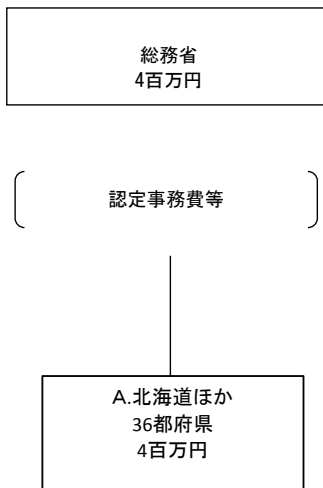 総務省
4百万円
認定事務費等
A.北海道ほか
36都府県
4百万円